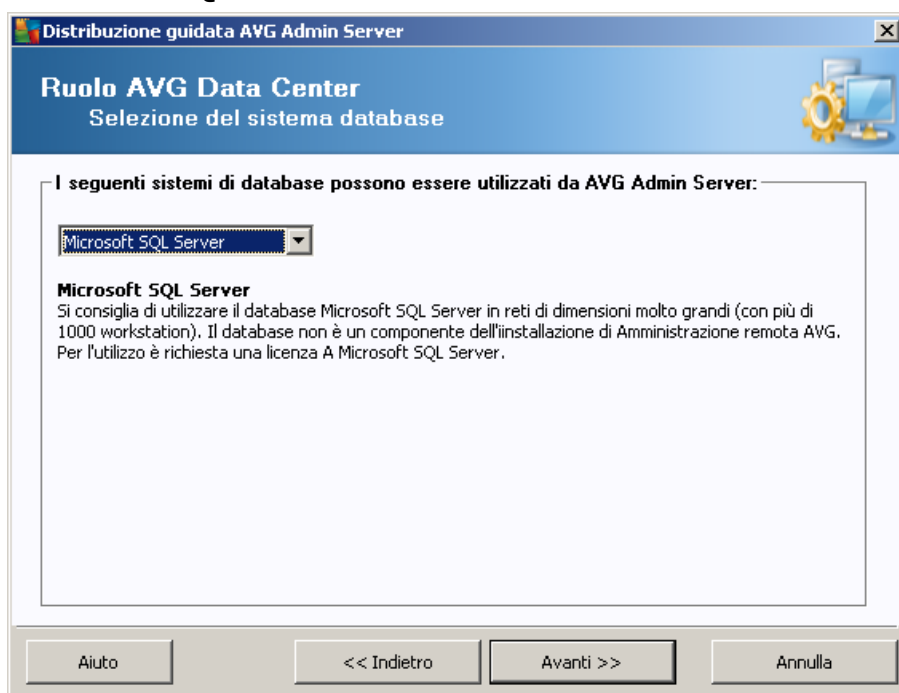 Distribuzione guidata AVG Admin Server
Ruolo AVG Data Center
Selezione del sistema database
I seguenti sistemi di database possono essere utilizzati da AVG Admin Server:
Microsoft SQL Server
Microsoft SQL Server
Si consiglia di utilizzare il database Microsoft SQL Server in reti di dimensioni molto grandi (con più di
1000 workstation). Il database non è un componente dell'iinstallazione di Amministrazione remota AVG.
Per l'utilizzo è richiesta una licenza A Microsoft SQL Server.
Aiuto
<< Indietro
Avanti >>
Annulla